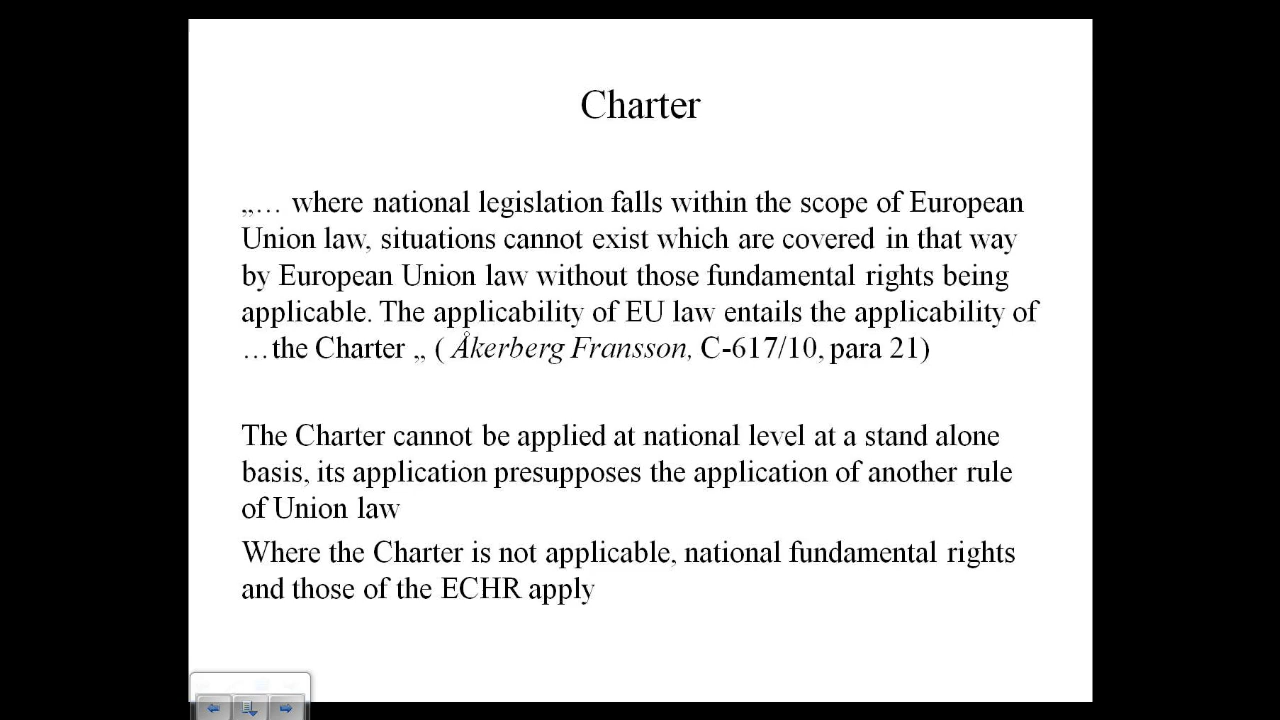 Charter
„… where national legislation falls within the scope of European
Union law, situations cannot exist which are covered in that way
by European Union law without those fundamental rights being
applicable. The applicability of EU law entails the applicability of
…the Charter „ ( Åkerberg Fransson, C-617/10, para 21)
The Charter cannot be applied at national level at a stand alone
basis, its application presupposes the application of another rule
of Union law
Where the Charter is not applicable, national fundamental rights
and those of the ECHR apply